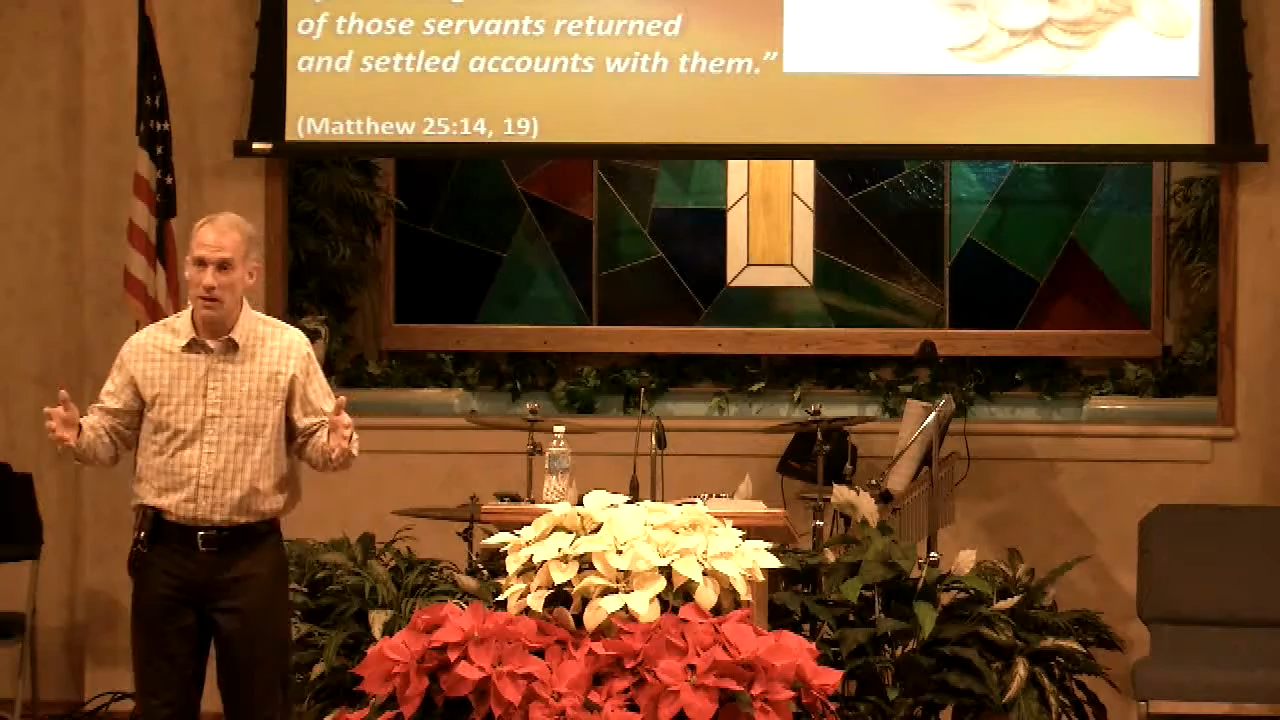 of those servants returned
and settled accounts with them.”
(Matthew 25:14, 19)